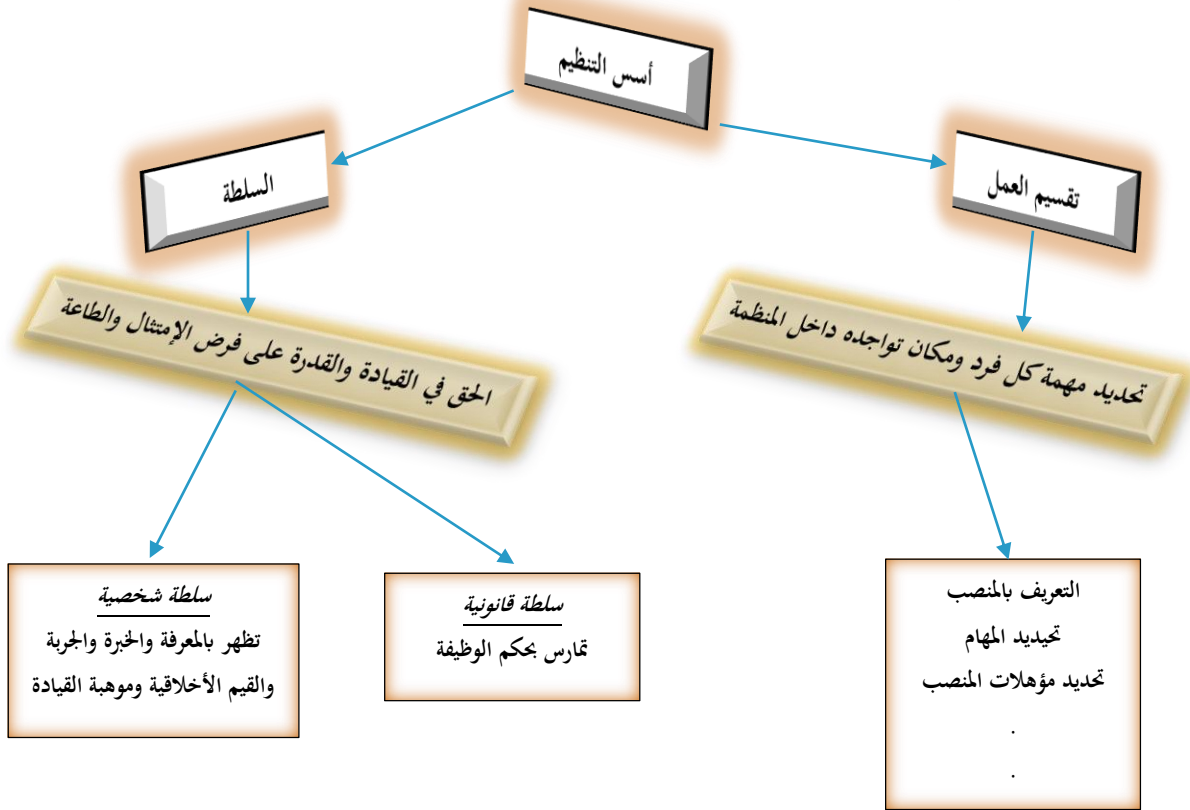 أسس التنظيم
تقسيم العمل
السلطة
تحديد مهمة كل فرد ومكان تواجده داخل المنظمة
الحق في القيادة والقدرة على فرض الإمتثال والطاعة
التعريف بالمنصب
تحيديد المهام
تحديد مؤهلات المنصب
.
.
سلطة قانونية
تمارس بحكم الوظيفة
سلطة شخصية
تظهر بالمعرفة والخبرة والجربة
والقيم الأخلاقية وموهبة القيادة